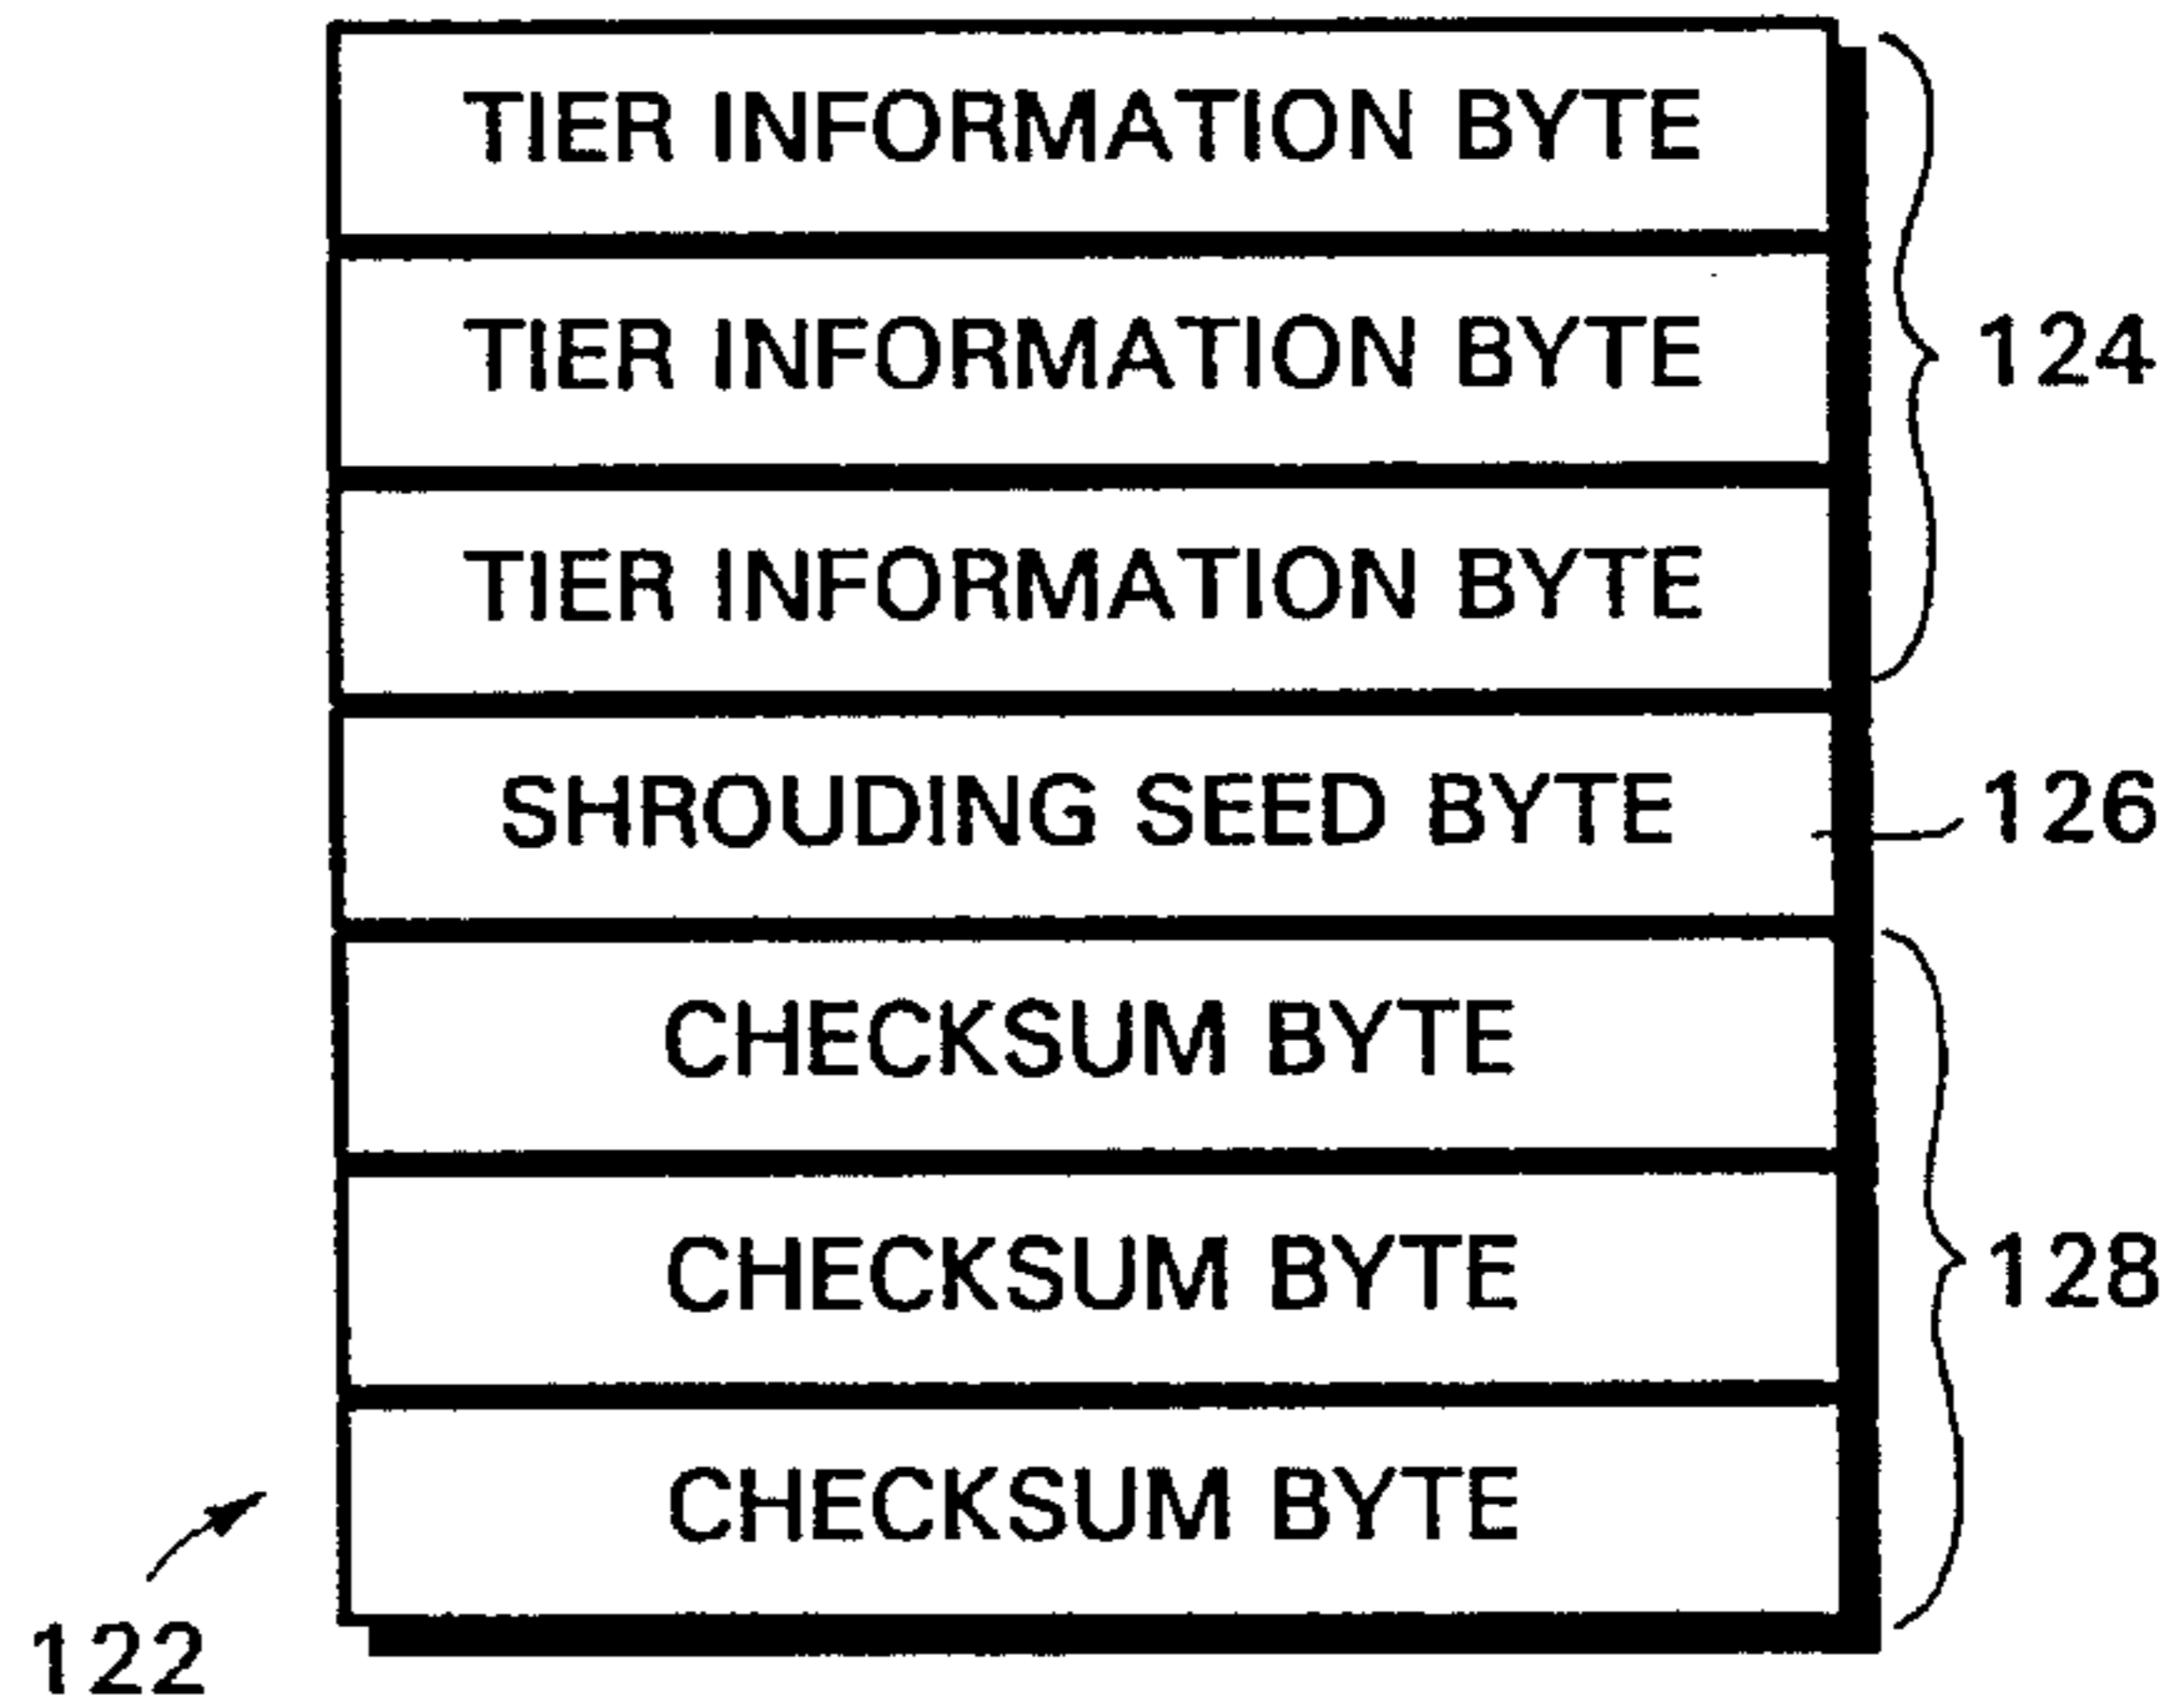 TIER INFORMATION BYTE
TIER INFORMATION BYTE
124
TIER INFORMATION BYTE
SHROUDING SEED BYTE
126
CHECKSUM BYTE
CHECKSUM BYTE
128
CHECKSUM BYTE
122